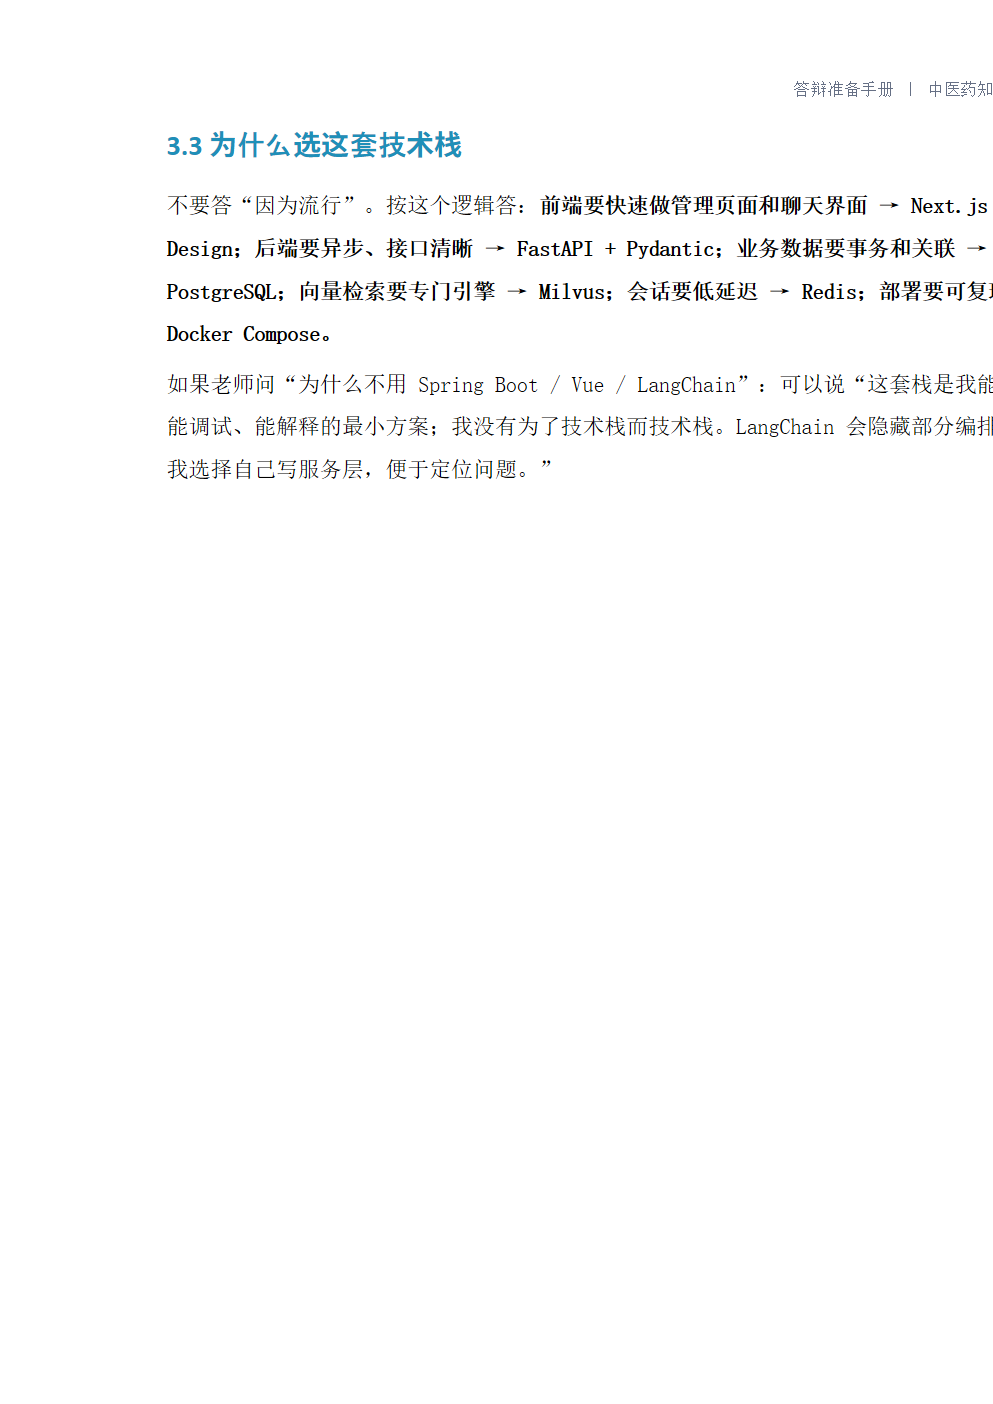 答辩准备手册 | 中医药知
3.3 为什么选这套技术栈
不要答“因为流行”。按这个逻辑答：前端要快速做管理页面和聊天界面 → Next.js
Design；后端要异步、接口清晰 → FastAPI + Pydantic；业务数据要事务和关联 →
PostgreSQL；向量检索要专门引擎 → Milvus；会话要低延迟 → Redis；部署要可复现
Docker Compose。
如果老师问“为什么不用 Spring Boot / Vue / LangChain”：可以说“这套栈是我能
能调试、能解释的最小方案；我没有为了技术栈而技术栈。LangChain 会隐藏部分编排
我选择自己写服务层，便于定位问题。”